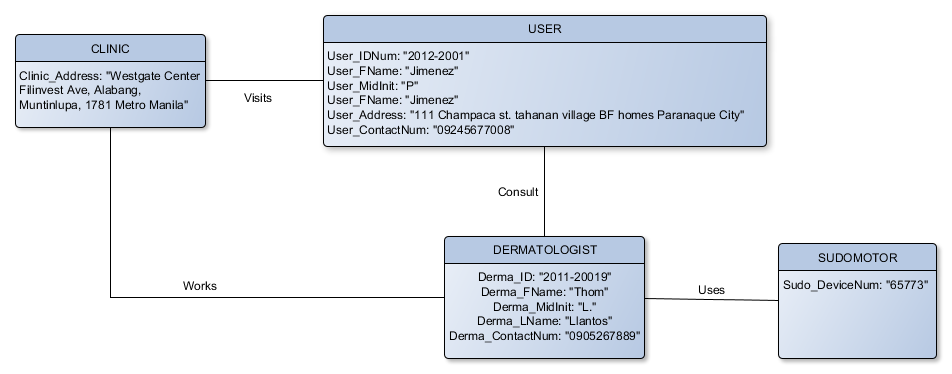 CLINIC
Clinic_Address: "Westgate Center
Filinvest Ave, Alabang,
Muntinlupa, 1781 Metro Manila"
Visits
USER
User_IDNum: "2012-2001"
User_FName: "Jimenez"
User_MidInit: "P"
User_FName: "Jimenez"
User_Address: "111 Champaca st. tahanan village BF homes Paranaque City"
User_ContactNum: "09245677008"
Consult
Works
DERMATOLOGIST
Derma_ID: "2011-20019"
Derma_FName: "Thom"
Derma_MidInit: "L."
Derma_LName: "Llantos"
Derma_ContactNum: "0905267889"
Uses
SUDOMOTOR
Sudo_DeviceNum: "65773"